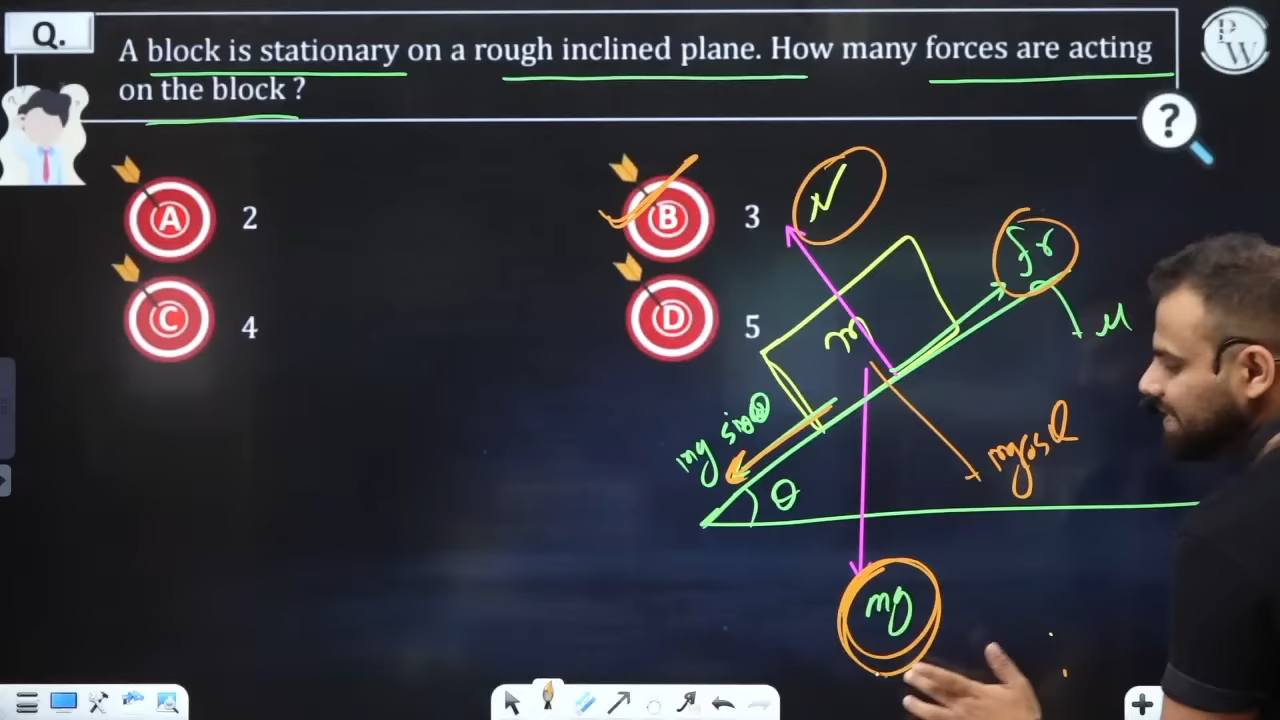 Q.
A block is stationary on a rough inclined plane. How many forces are acting
on the block ?
P
W
?
A 2
B 3
C 4
D 5
N
fr
μ
m
mg sinθ
mg cosθ
θ
mg